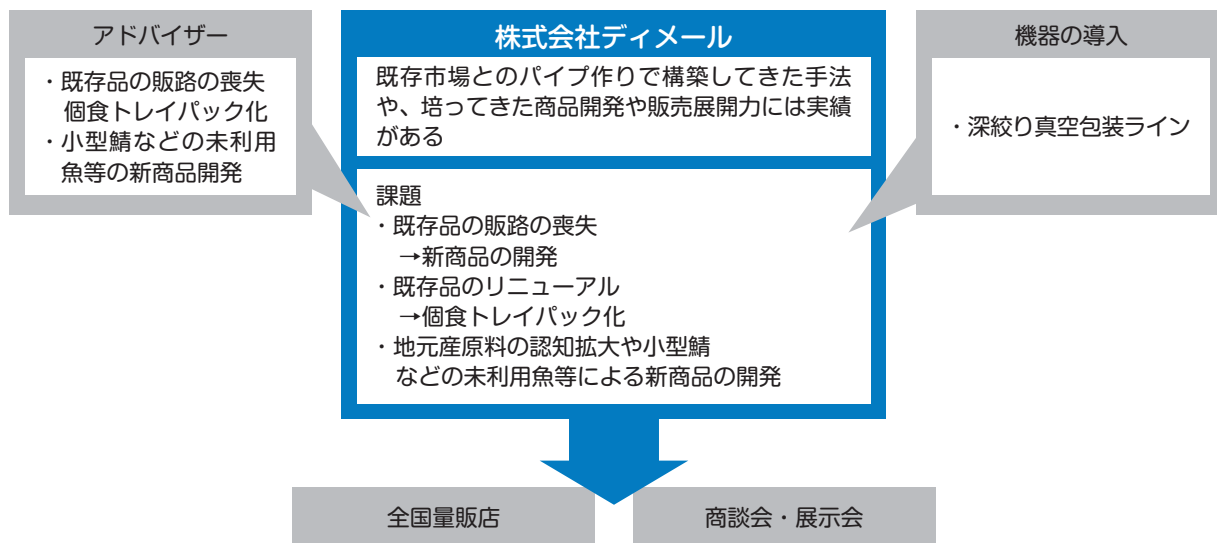 アドバイザー
・既存品の販路の喪失
個食トレイパック化
・小型鯖などの未利用
魚等の新商品開発
株式会社ディメール
既存市場とのパイプ作りで構築してきた手法
や、培ってきた商品開発や販売展開力には実績
がある
課題
・既存品の販路の喪失
→新商品の開発
・既存品のリニューアル
→個食トレイパック化
・地元産原料の認知拡大や小型鯖
などの未利用魚等による新商品の開発
機器の導入
・深絞り真空包装ライン
全国量販店
商談会・展示会